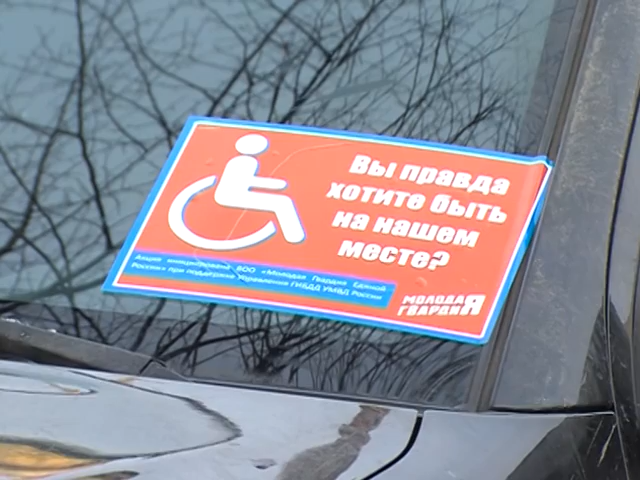 Вы правда
хотите быть
на нашем
месте?
Акция инициирована ВОО «Молодая Гвардия Единой
России» при поддержке Управления ГИБДД УМВД России
МОЛОДАЯ
ГВАРДИЯ